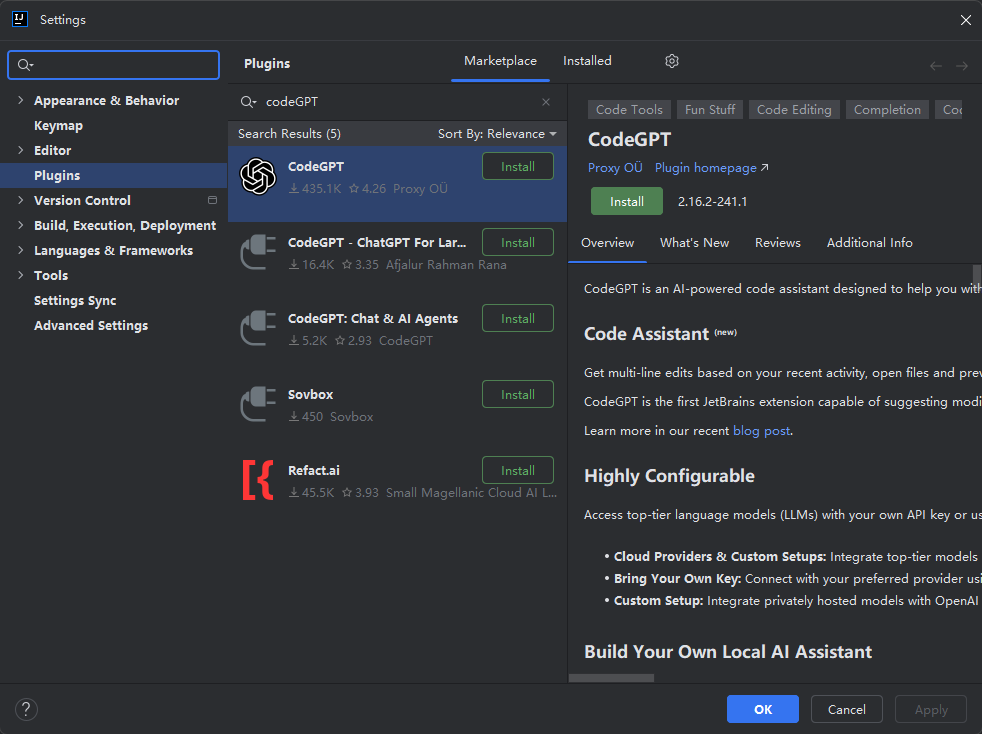 Settings
Appearance & Behavior
Keymap
Editor
Plugins
Version Control
Build, Execution, Deployment
Languages & Frameworks
Tools
Settings Sync
Advanced Settings
Plugins
Marketplace
Installed
codeGPT
Search Results (5)
Sort By: Relevance
CodeGPT
Install
435.1K 4.26 Proxy OÜ
CodeGPT - ChatGPT For Lar...
Install
16.4K 3.35 Afjalur Rahman Rana
CodeGPT: Chat & AI Agents
Install
5.2K 2.93 CodeGPT
Sovbox
Install
450 Sovbox
Refact.ai
Install
45.5K 3.93 Small Magellanic Cloud AI L...
Code Tools Fun Stuff Code Editing Completion
CodeGPT
Proxy OÜ Plugin homepage ↗
Install 2.16.2-241.1
Overview What's New Reviews Additional Info
CodeGPT is an AI-powered code assistant designed to help you with
Code Assistant (new)
Get multi-line edits based on your recent activity, open files and prev
CodeGPT is the first JetBrains extension capable of suggesting modi
Learn more in our recent blog post.
Highly Configurable
Access top-tier language models (LLMs) with your own API key or us
• Cloud Providers & Custom Setups: Integrate top-tier models
• Bring Your Own Key: Connect with your preferred provider usi
• Custom Setup: Integrate privately hosted models with OpenAI
Build Your Own Local AI Assistant
?
OK
Cancel
Apply